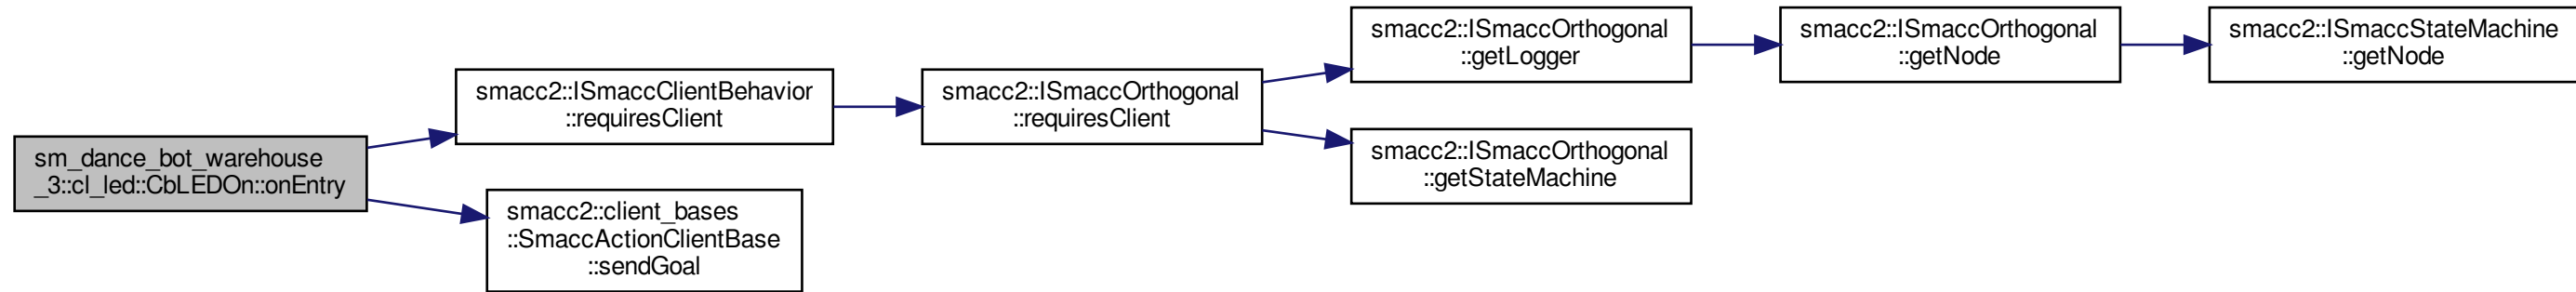 sm_dance_bot_warehouse
_3::cl_led::CbLEDOn::onEntry
smacc2::ISmaccClientBehavior
::requiresClient
smacc2::ISmaccOrthogonal
::requiresClient
smacc2::ISmaccOrthogonal
::getLogger
smacc2::ISmaccOrthogonal
::getNode
smacc2::ISmaccStateMachine
::getNode
smacc2::ISmaccOrthogonal
::getStateMachine
smacc2::client_bases
::SmaccActionClientBase
::sendGoal